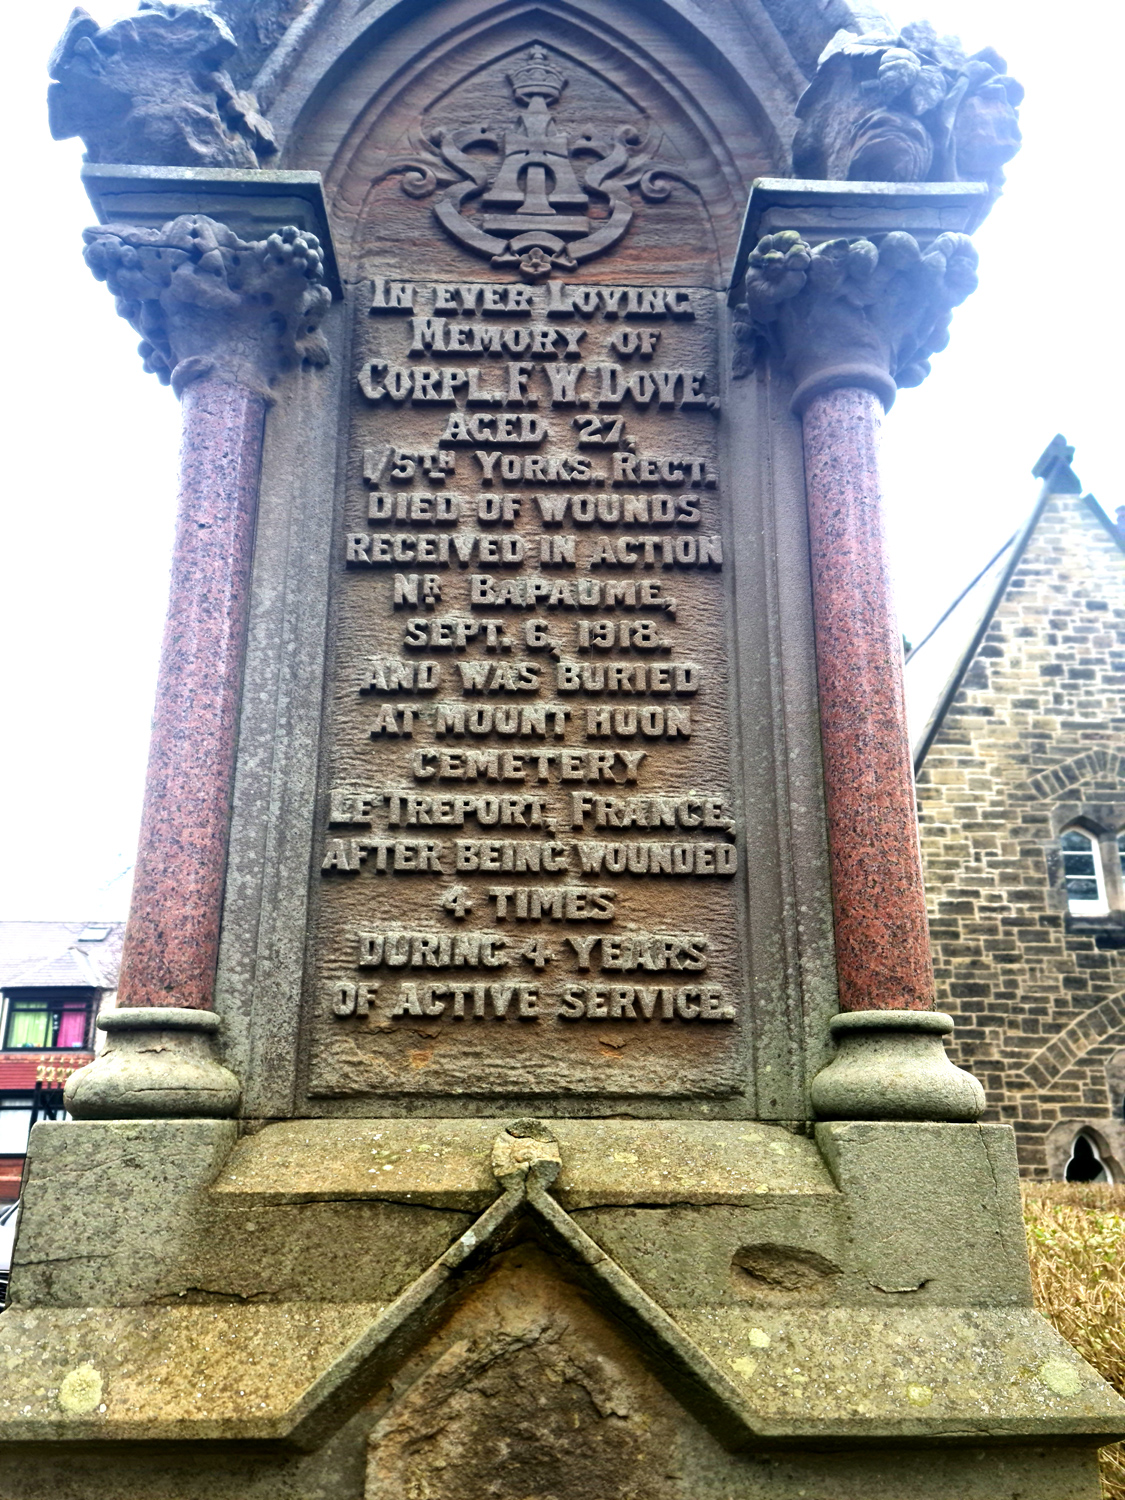 IN EVER LOVING
MEMORY OF
CORPL. F. W. DOVE,
AGED 27,
1/5TH YORKS. REGT.
DIED OF WOUNDS
RECEIVED IN ACTION
NR BAPAUME,
SEPT. 6, 1918.
AND WAS BURIED
AT MOUNT HUON
CEMETERY
LE TREPORT, FRANCE,
AFTER BEING WOUNDED
4 TIMES
DURING 4 YEARS
OF ACTIVE SERVICE.